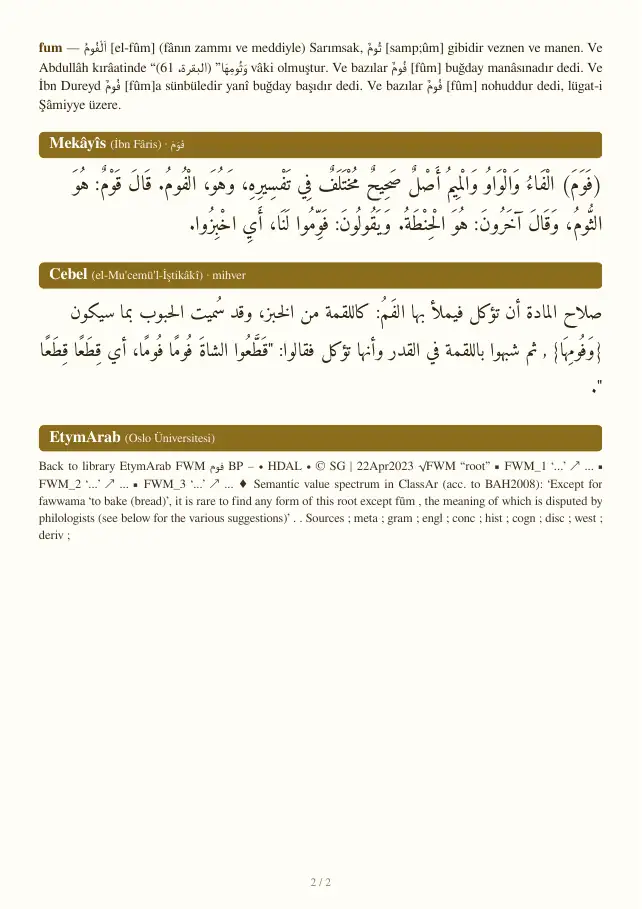 fum — اَلْفُومُ [el-fûm] (fânın zammı ve meddiyle) Sarımsak, ثُومٌ [samp;ûm] gibidir veznen ve manen. Ve
Abdullâh kırâatinde “وَثُومِهَا” (البقرة، 61) vâki olmuştur. Ve bazılar فُومٌ [fûm] buğday manâsınadır dedi. Ve
İbn Dureyd فُومٌ [fûm]a sünbüledir yanî buğday başıdır dedi. Ve bazılar فُومٌ [fûm] nohuddur dedi, lügat-i
Şâmiyye üzere.
Mekâyîs (İbn Fâris) · فوَم
(فَوَمَ) الْفَاءُ وَالْوَاوُ وَالْمِيمُ أَصْلٌ صَحِيحٌ مُخْتَلَفٌ فِي تَفْسِيرِهِ، وَهُوَ، الْفُومُ. قَالَ قَوْمٌ: هُوَ
الثُّومُ، وَقَالَ آخَرُونَ: هُوَ الْحِنْطَةُ. وَيَقُولُونَ: فَوِّمُوا لَنَا، أَيِ اخْبِزُوا.
Cebel (el-Mu'cemü'l-İştikâkî) · mihver
صلاح المادة أن تؤكل فيملأ بها الفَمُ: كاللقمة من الخبز، وقد سُميت الحبوب بما سيكون
{وَفُومِهَا} , ثم شبهوا باللقمة في القدر وأنها تؤكل فقالوا: "قَطَّعُوا الشاةَ فُومًا فُومًا، أي قِطَعًا قِطَعًا
".
EtymArab (Oslo Üniversitesi)
Back to library EtymArab FWM فوم BP – • HDAL • © SG | 22Apr2023 √FWM “root” ▪ FWM_1 ‘...’ ↗ ... ▪
FWM_2 ‘...’ ↗ ... ▪ FWM_3 ‘...’ ↗ ... ♦ Semantic value spectrum in ClassAr (acc. to BAH2008): ‘Except for
fawwama ‘to bake (bread)’, it is rare to find any form of this root except fūm , the meaning of which is disputed by
philologists (see below for the various suggestions)’ . . Sources ; meta ; gram ; engl ; conc ; hist ; cogn ; disc ; west ;
deriv ;
2 / 2